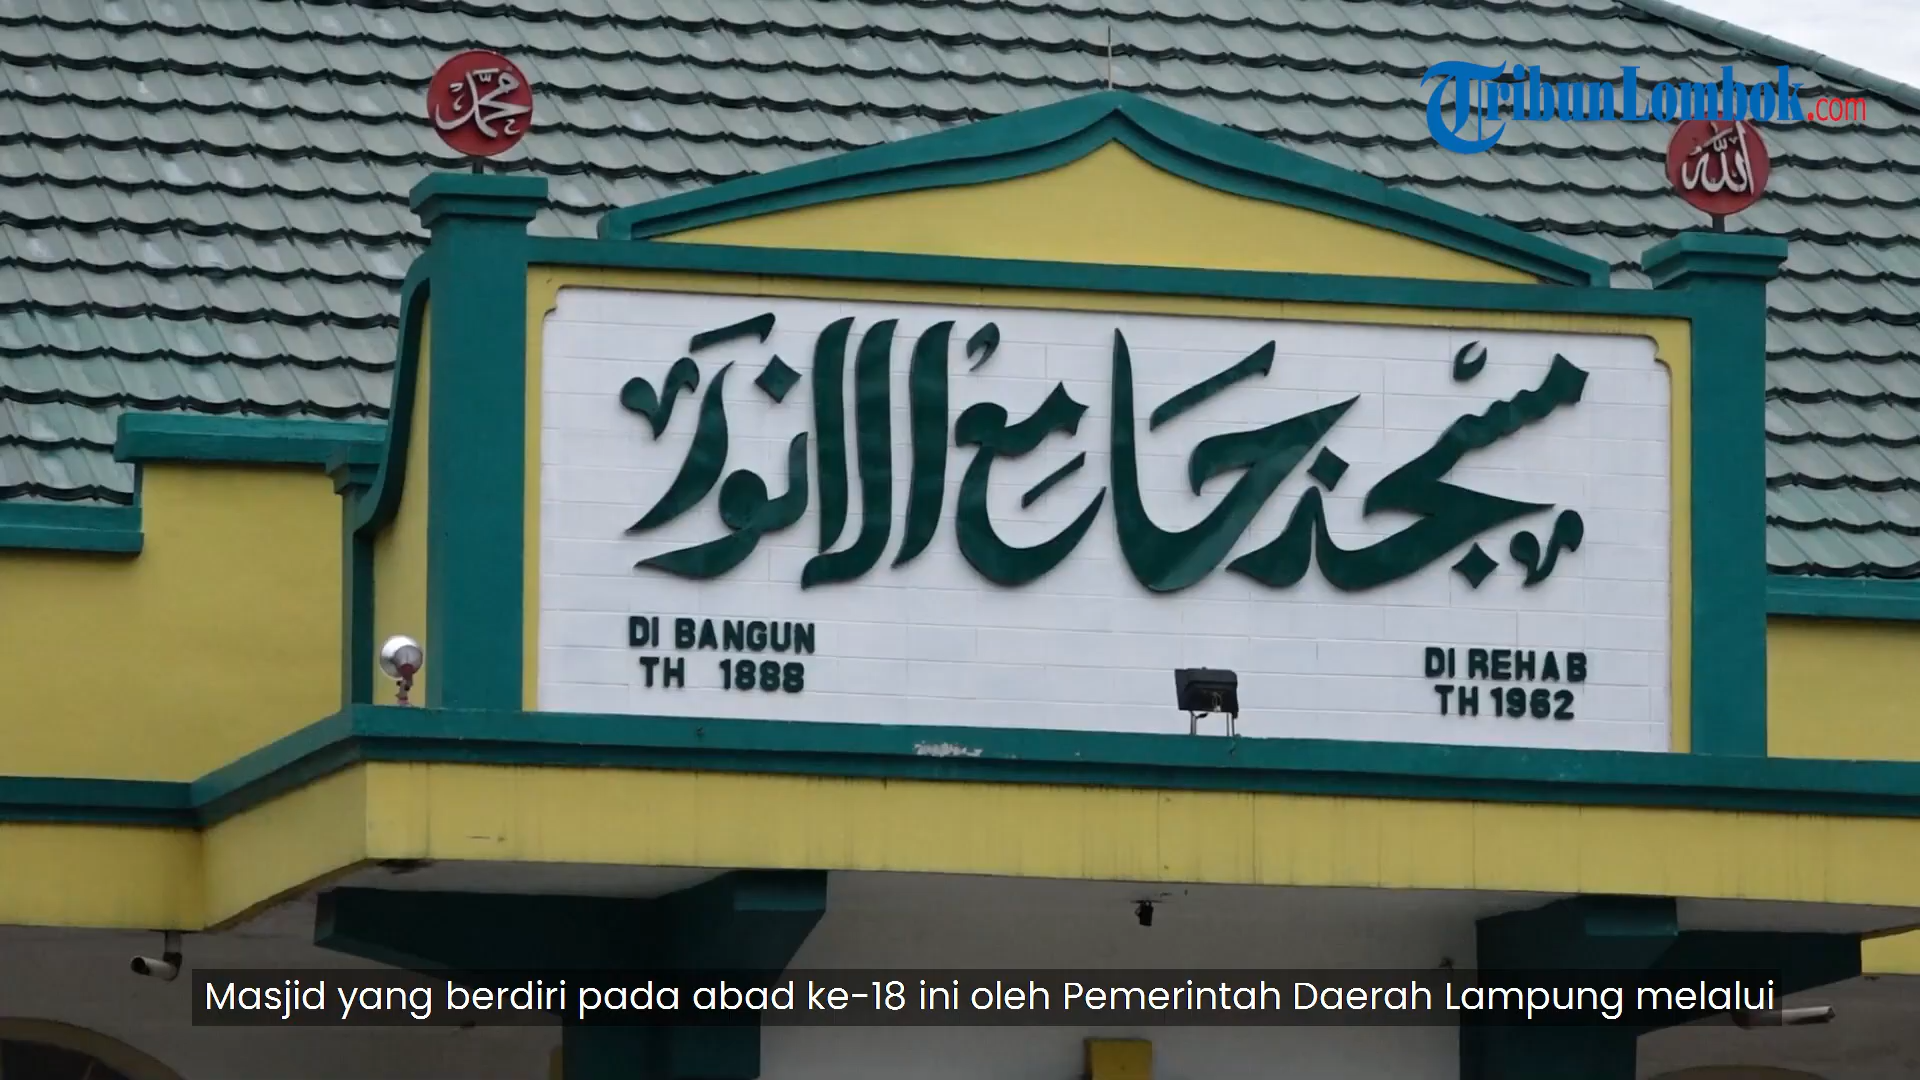 محمد
TribunLombok.com
الله
مسجد جامع الانور
DI BANGUN
TH 1888
DI REHAB
TH 1962
Masjid yang berdiri pada abad ke-18 ini oleh Pemerintah Daerah Lampung melalui